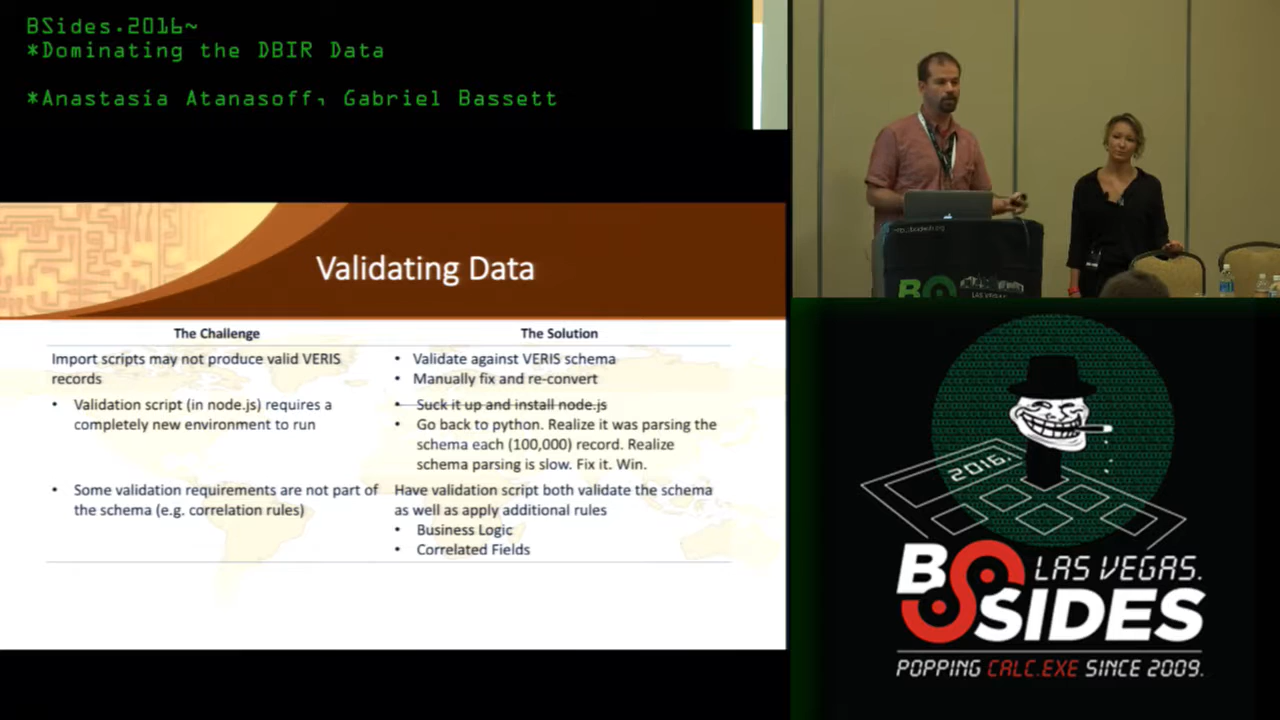 BSides.2016~
*Dominating the DBIR Data
*Anastasia Atanasoff, Gabriel Bassett
Validating Data
The Challenge
The Solution
Import scripts may not produce valid VERIS
records
• Validate against VERIS schema
• Manually fix and re-convert
• Validation script (in node.js) requires a
completely new environment to run
• Suck it up and install node.js
• Go back to python. Realize it was parsing the
schema each (100,000) record. Realize
schema parsing is slow. Fix it. Win.
• Some validation requirements are not part of
the schema (e.g. correlation rules)
Have validation script both validate the schema
as well as apply additional rules
• Business Logic
• Correlated Fields
LAS VEGAS
2016.
BSIDES
LAS VEGAS.
POPPING CALC.EXE SINCE 2009.